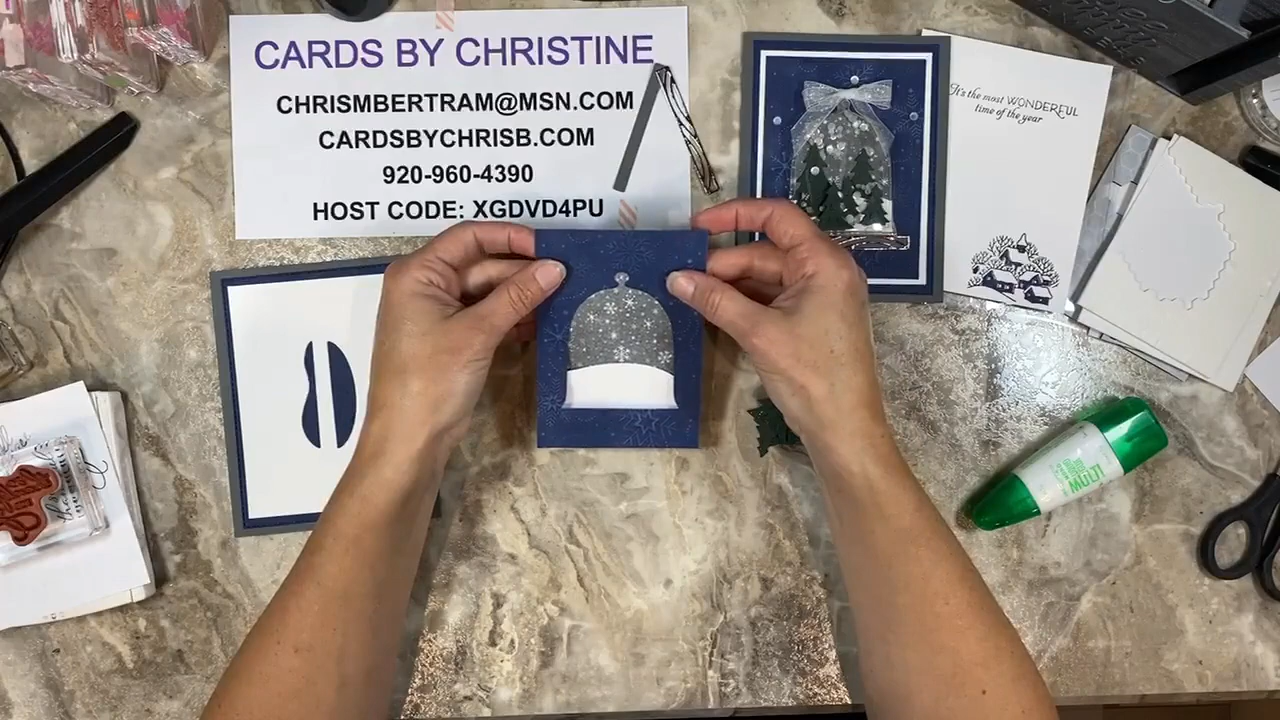 CARDS BY CHRISTINE
CHRISMBERTRAM@MSN.COM
CARDSBYCHRISB.COM
920-960-4390
HOST CODE: XGDVD4PU
It's the most WONDERFUL
time of the year